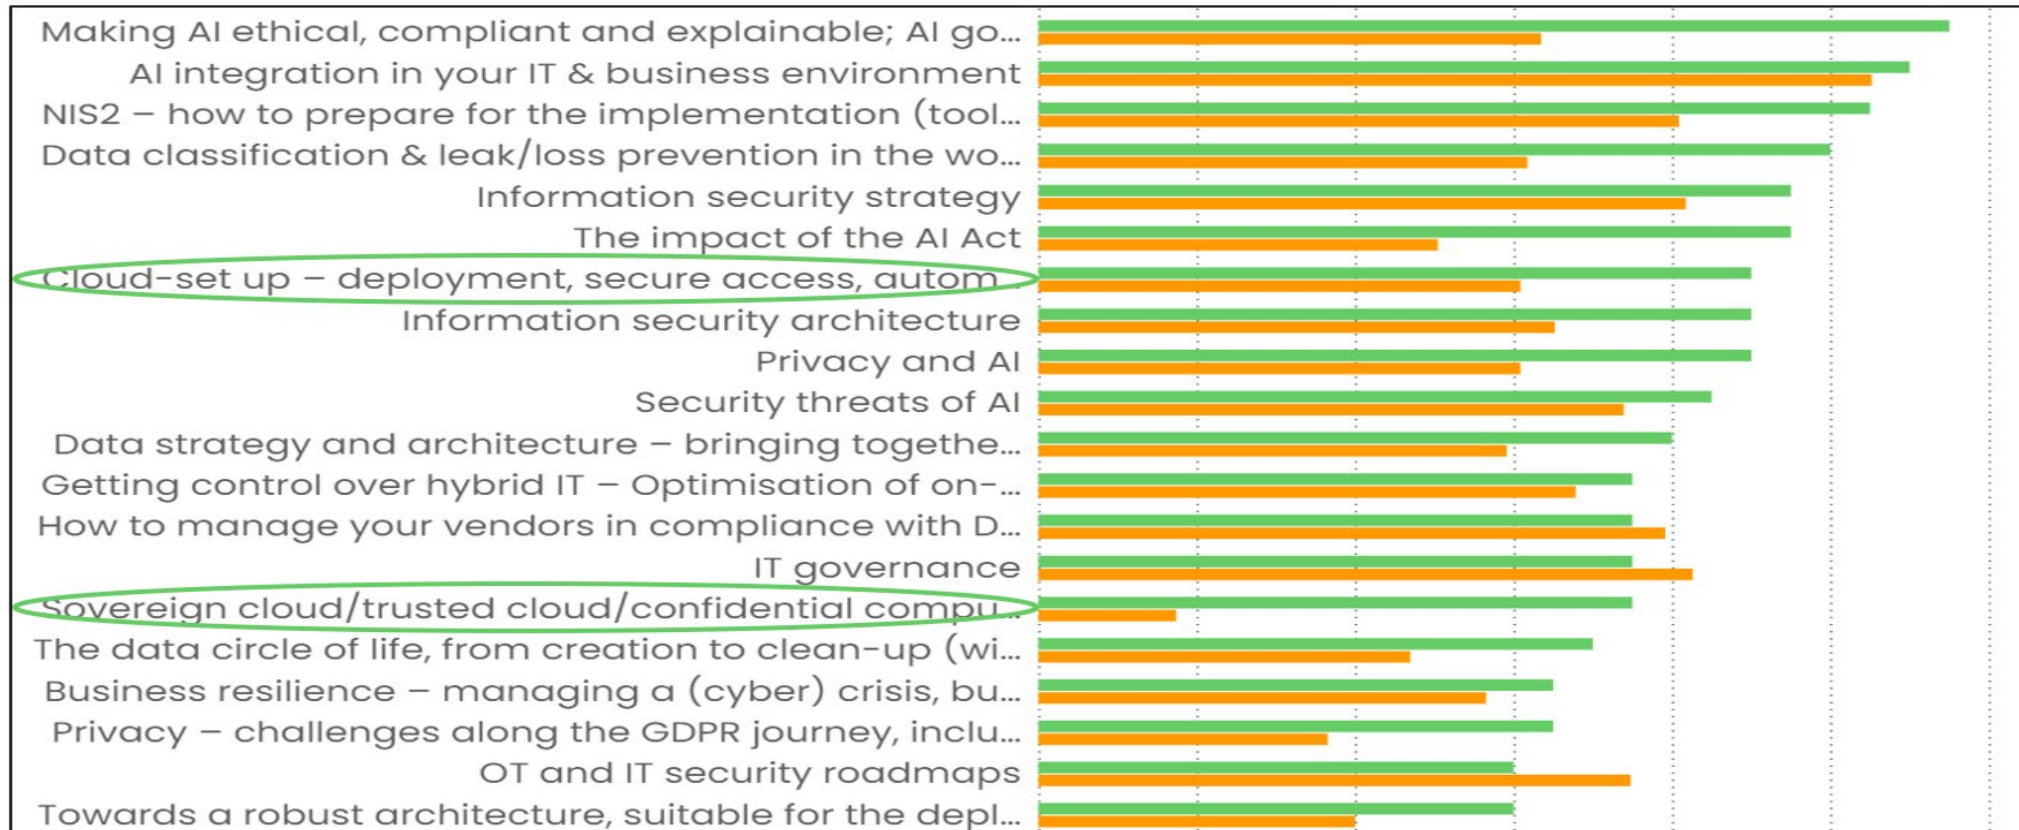 Making AI ethical, compliant and explainable; AI go...
AI integration in your IT & business environment
NIS2 – how to prepare for the implementation (tool...
Data classification & leak/loss prevention in the wo...
Information security strategy
The impact of the AI Act
Cloud-set up – deployment, secure access, autom...
Information security architecture
Privacy and AI
Security threats of AI
Data strategy and architecture – bringing togethe...
Getting control over hybrid IT – Optimisation of on-...
How to manage your vendors in compliance with D...
IT governance
Sovereign cloud/trusted cloud/confidential compu...
The data circle of life, from creation to clean-up (wi...
Business resilience – managing a (cyber) crisis, bu...
Privacy – challenges along the GDPR journey, inclu...
OT and IT security roadmaps
Towards a robust architecture, suitable for the depl...